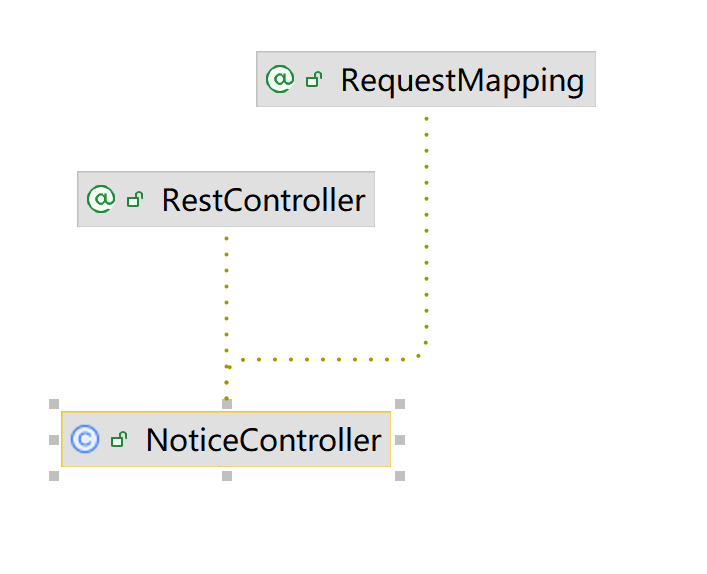 @ RequestMapping
@ RestController
C NoticeController